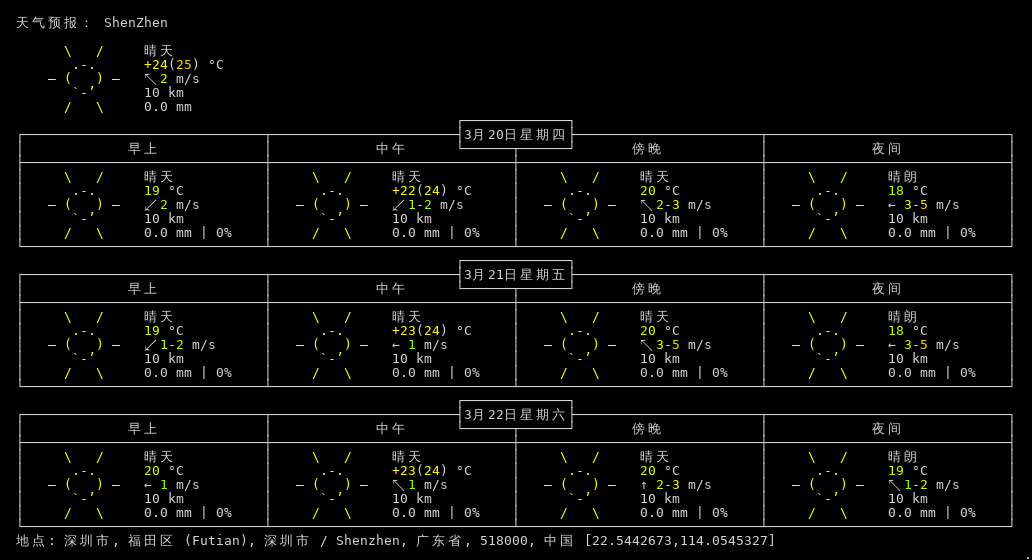 天气预报： ShenZhen
晴天
+24(25) °C
↖ 2 m/s
10 km
0.0 mm
3月20日星期四
早上 中午 傍晚 夜间
晴天 晴天 晴天 晴朗
19 °C +22(24) °C 20 °C 18 °C
↙ 2 m/s ↙ 1-2 m/s ↖ 2-3 m/s ← 3-5 m/s
10 km 10 km 10 km 10 km
0.0 mm | 0% 0.0 mm | 0% 0.0 mm | 0% 0.0 mm | 0%
3月21日星期五
早上 中午 傍晚 夜间
晴天 晴天 晴天 晴朗
19 °C +23(24) °C 20 °C 18 °C
↙ 1-2 m/s ← 1 m/s ↖ 3-5 m/s ← 3-5 m/s
10 km 10 km 10 km 10 km
0.0 mm | 0% 0.0 mm | 0% 0.0 mm | 0% 0.0 mm | 0%
3月22日星期六
早上 中午 傍晚 夜间
晴天 晴天 晴天 晴朗
20 °C +23(24) °C 20 °C 19 °C
← 1 m/s ↖ 1 m/s ↑ 2-3 m/s ↖ 1-2 m/s
10 km 10 km 10 km 10 km
0.0 mm | 0% 0.0 mm | 0% 0.0 mm | 0% 0.0 mm | 0%
地点: 深圳市, 福田区 (Futian), 深圳市 / Shenzhen, 广东省, 518000, 中国 [22.5442673,114.0545327]